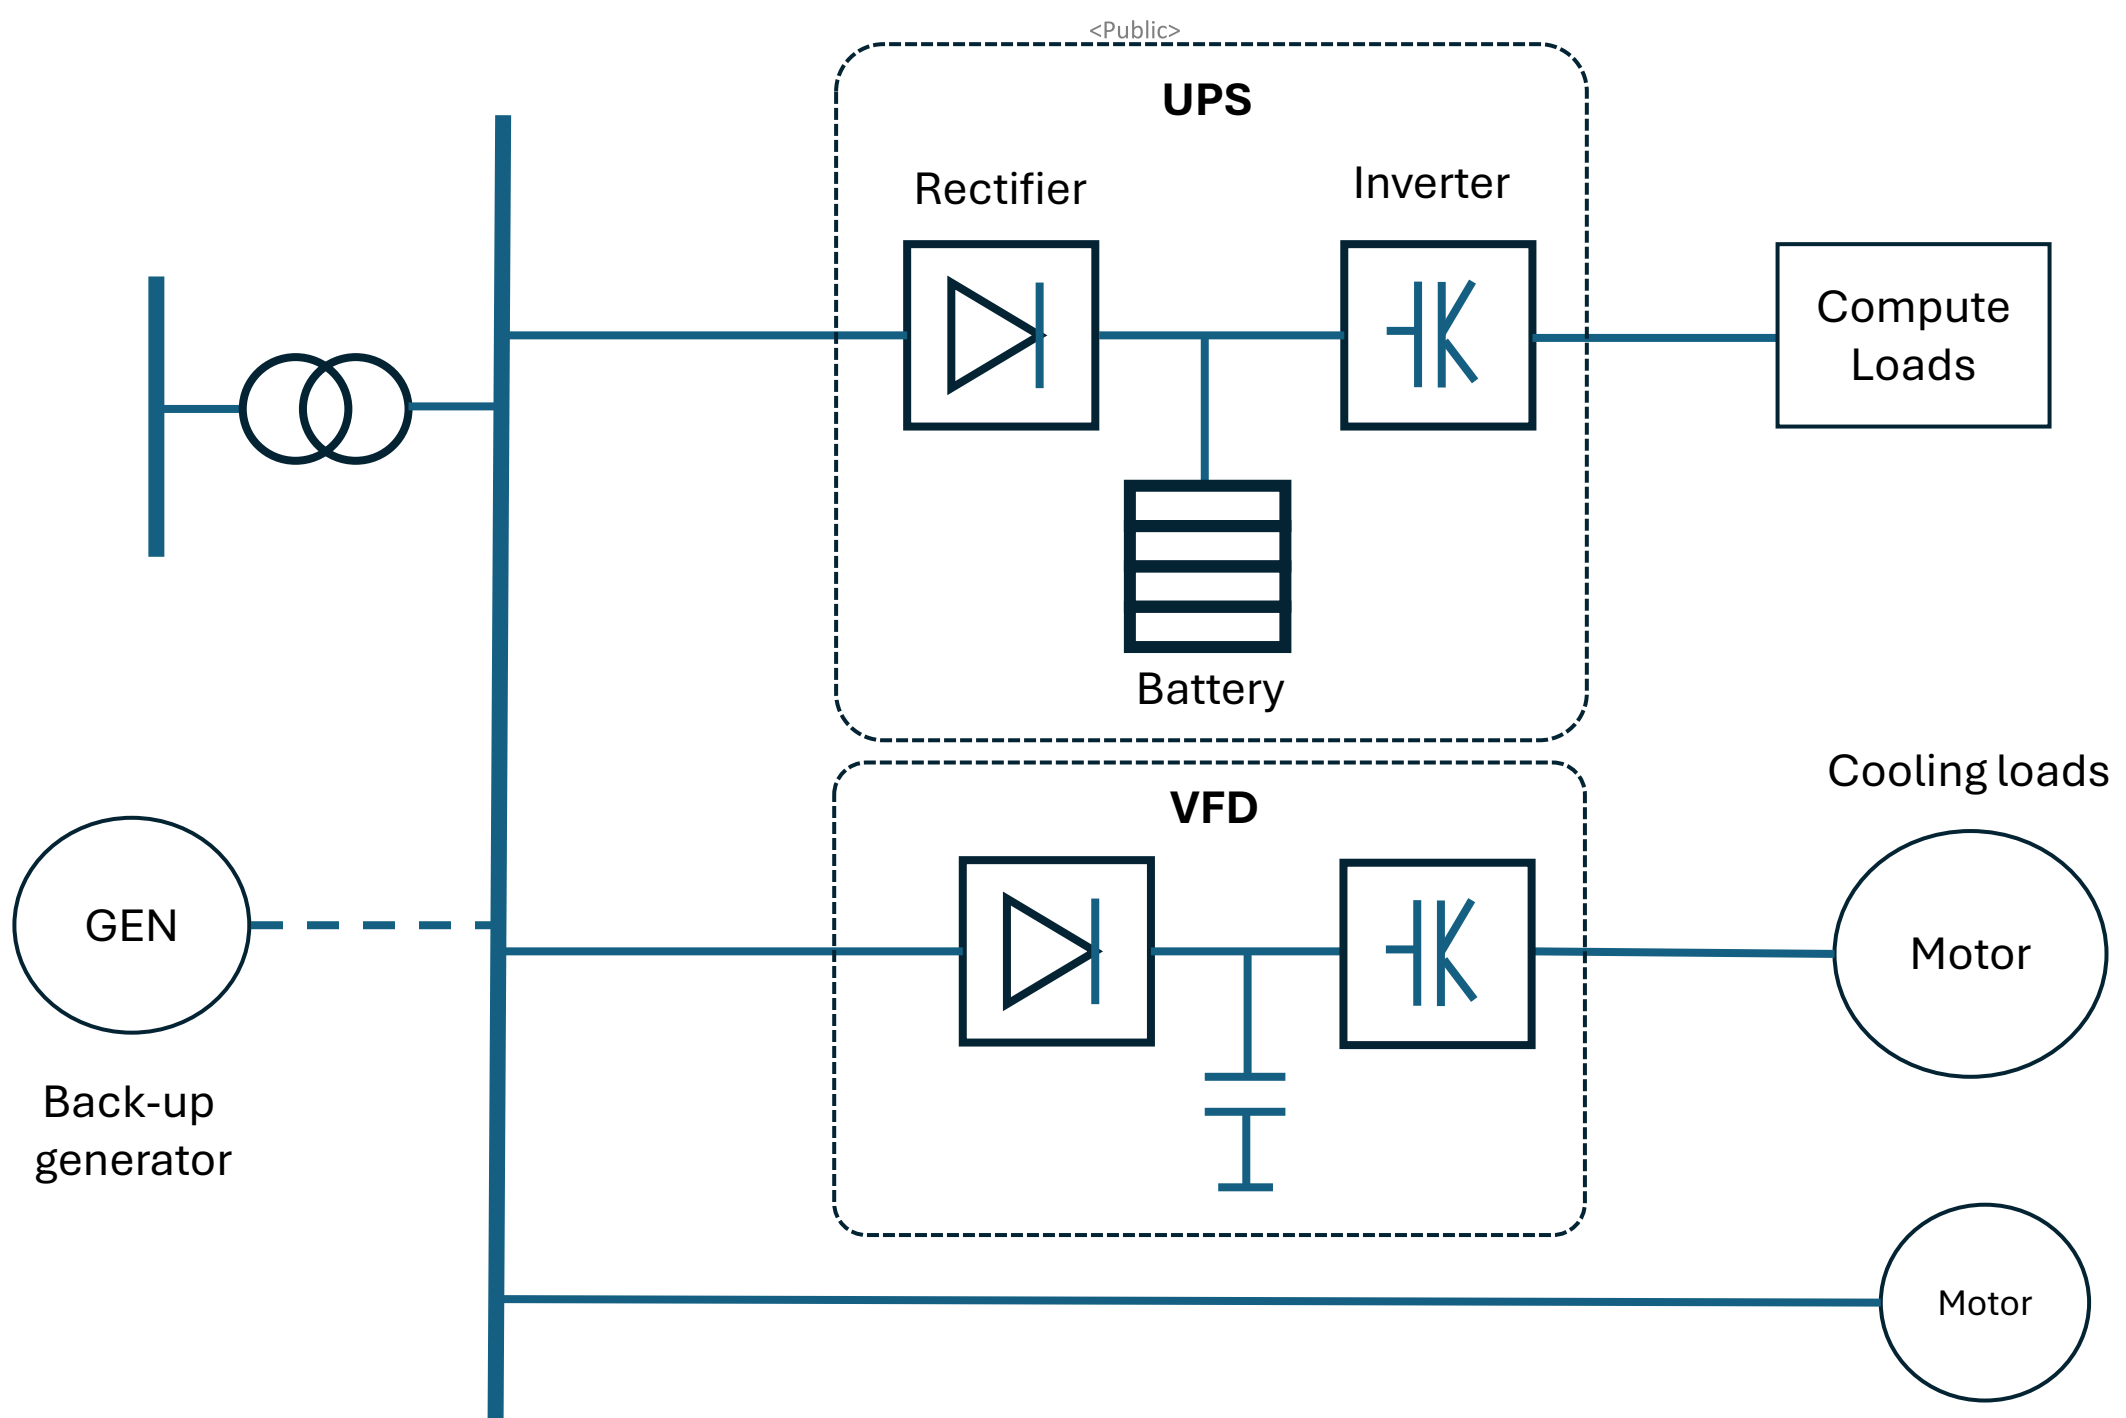 <Public>
UPS
Rectifier
Inverter
Compute
Loads
Battery
VFD
Cooling loads
GEN
Motor
Back-up
generator
Motor